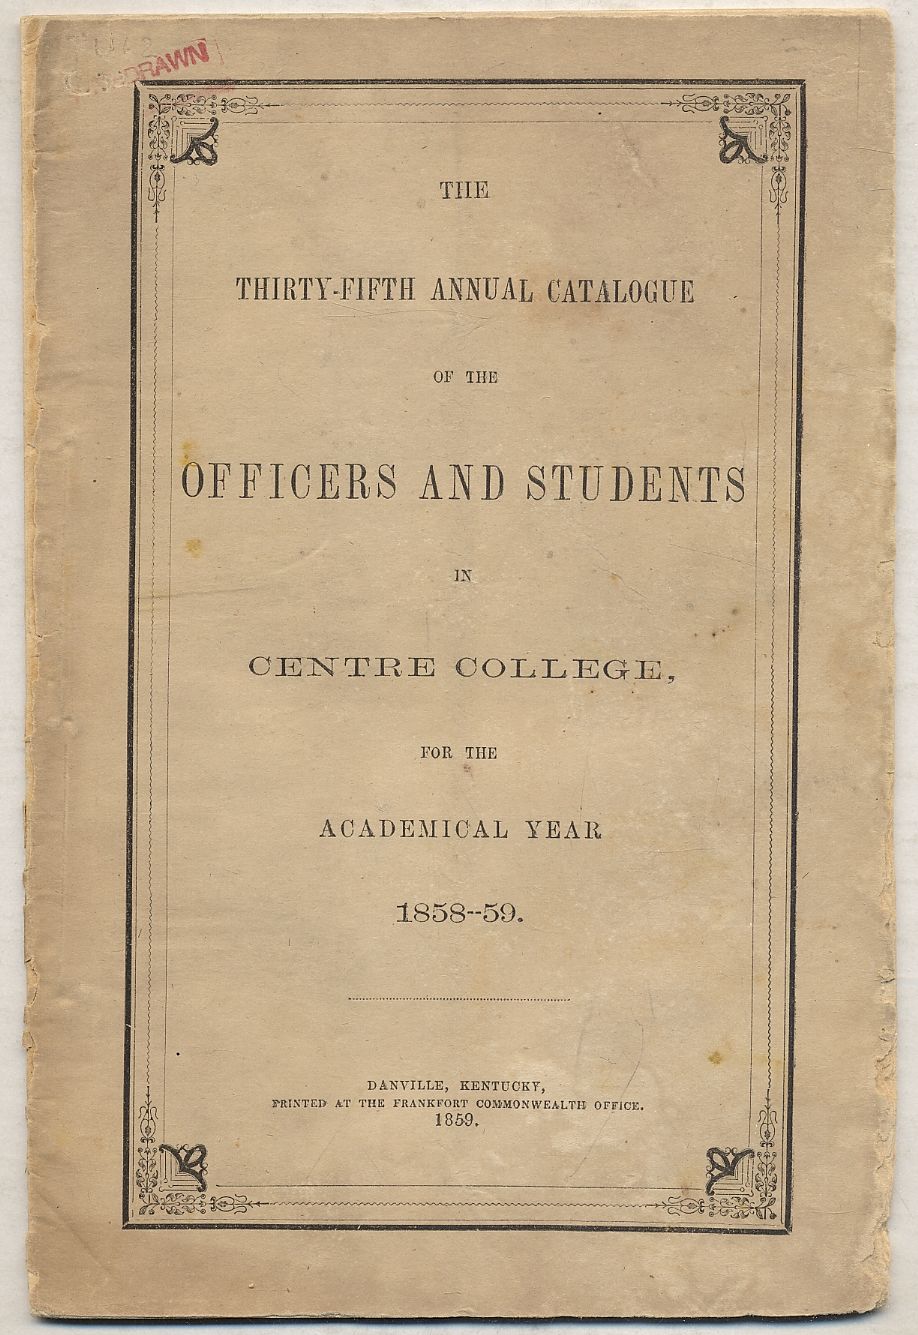 THE
THIRTY-FIFTH ANNUAL CATALOGUE
OF THE
OFFICERS AND STUDENTS
IN
CENTRE COLLEGE,
FOR THE
ACADEMICAL YEAR
1858--59.
DANVILLE, KENTUCKY,
PRINTED AT THE FRANKFORT COMMONWEALTH OFFICE.
1859.